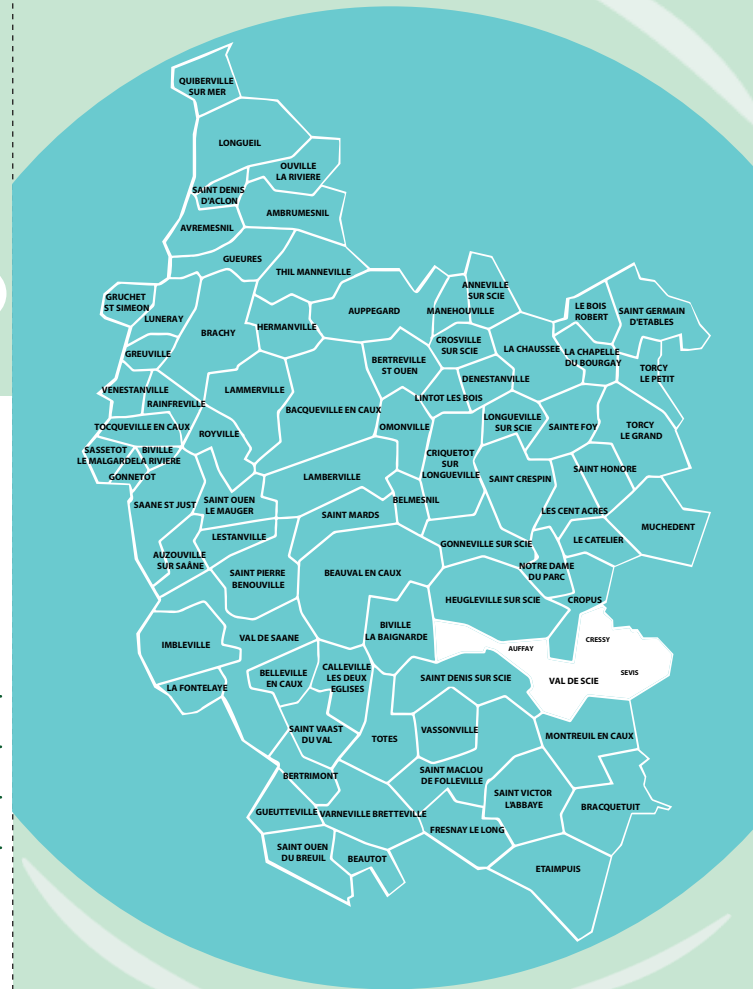 QUIBERVILLE
SUR MER
LONGUEIL
OUVILLE
LA RIVIERE
SAINT DENIS
D'ACLON
AMBRUMESNIL
AVREMESNIL
GUEURES
THIL MANNEVILLE
ANNEVILLE
SUR SCIE
GRUCHET
ST SIMEON
LUNERAY
BRACHY
HERMANVILLE
AUPPEGARD
MANEHOUVILLE
LE BOIS
ROBERT
SAINT GERMAIN
D'ETABLES
GREUVILLE
CROSVILLE
SUR SCIE
LA CHAUSSEE
LA CHAPELLE
DU BOURGAY
BERTREVILLE
ST OUEN
DENESTANVILLE
TORCY
LE PETIT
VENESTANVILLE
RAINFREVILLE
LAMMERVILLE
BACQUEVILLE EN CAUX
LINTOT LES BOIS
TOCQUEVILLE EN CAUX
ROYVILLE
OMONVILLE
LONGUEVILLE
SUR SCIE
SAINTE FOY
TORCY
LE GRAND
SASSETOT
LE MALGARDE
BIVILLE
LA RIVIERE
GONNETOT
LAMBERVILLE
CRIQUETOT
SUR
LONGUEVILLE
SAINT CRESPIN
SAINT HONORE
SAANE ST JUST
SAINT OUEN
LE MAUGER
BELMESNIL
SAINT MARDS
LES CENT ACRES
MUCHEDENT
LESTANVILLE
GONNEVILLE SUR SCIE
LE CATELIER
AUZOUVILLE
SUR SAÂNE
SAINT PIERRE
BENOUVILLE
BEAUVAL EN CAUX
NOTRE DAME
DU PARC
HEUGLEVILLE SUR SCIE
CROPUS
IMBLEVILLE
VAL DE SAANE
BIVILLE
LA BAIGNARDE
AUFFAY
CRESSY
SEVIS
VAL DE SCIE
LA FONTELAYE
BELLEVILLE
EN CAUX
CALLEVILLE
LES DEUX
EGLISES
SAINT DENIS SUR SCIE
SAINT VAAST
DU VAL
TOTES
VASSONVILLE
MONTREUIL EN CAUX
BERTRIMONT
SAINT MACLOU
DE FOLLEVILLE
SAINT VICTOR
L'ABBAYE
BRACQUETUIT
GUEUTTEVILLE
VARNEVILLE BRETTEVILLE
FRESNAY LE LONG
SAINT OUEN
DU BREUIL
BEAUTOT
ETAIMPUIS